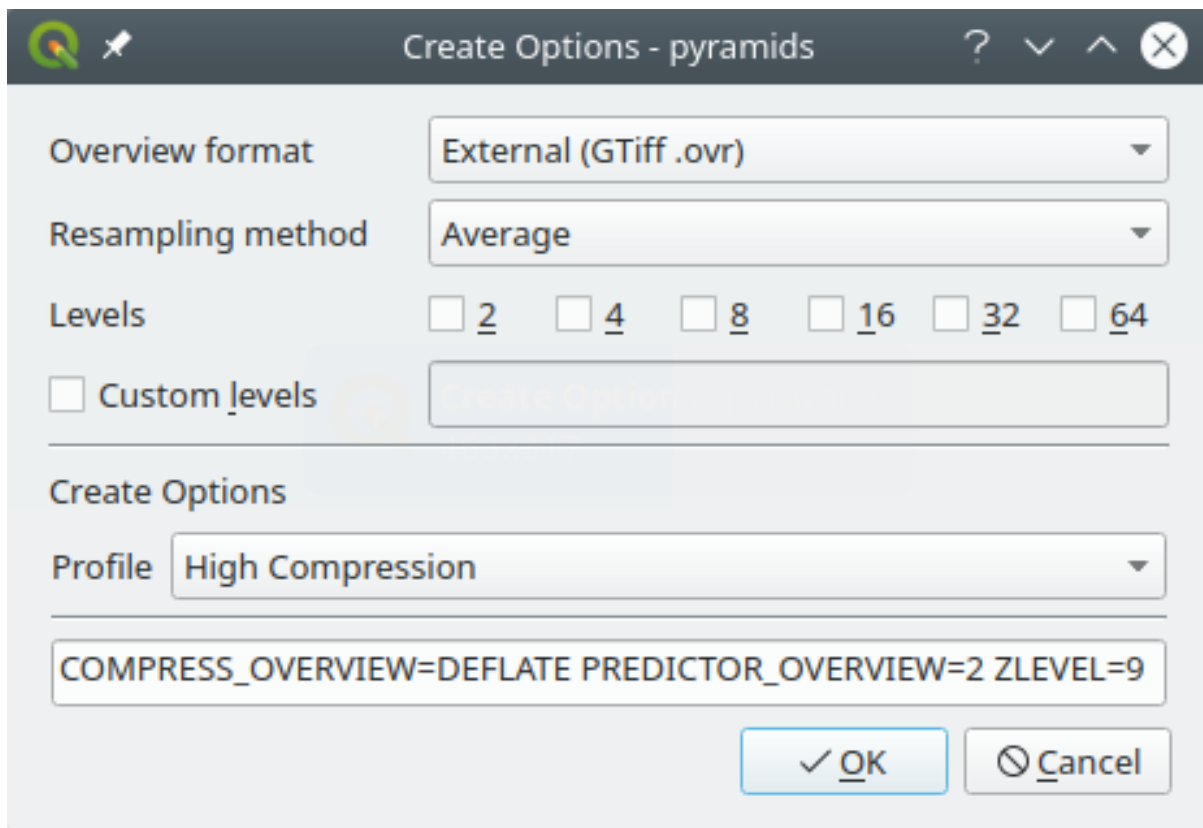 Create Options - pyramids
Overview format External (GTiff .ovr)
Resampling method Average
Levels 2 4 8 16 32 64
Custom levels
Create Options
Profile High Compression
COMPRESS_OVERVIEW=DEFLATE PREDICTOR_OVERVIEW=2 ZLEVEL=9
OK Cancel